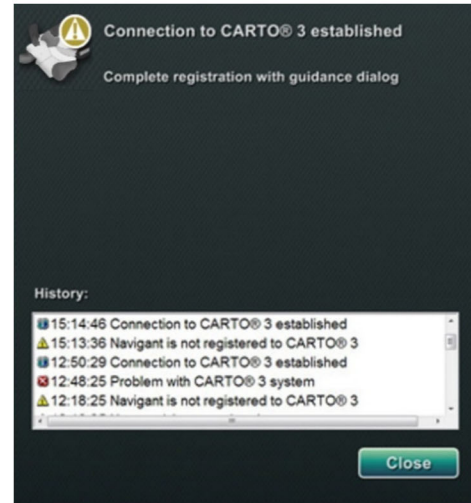 Connection to CARTO® 3 established
Complete registration with guidance dialog
History:
15:14:46 Connection to CARTO® 3 established
15:13:36 Navigant is not registered to CARTO® 3
12:50:29 Connection to CARTO® 3 established
12:48:25 Problem with CARTO® 3 system
12:18:25 Navigant is not registered to CARTO® 3
Close